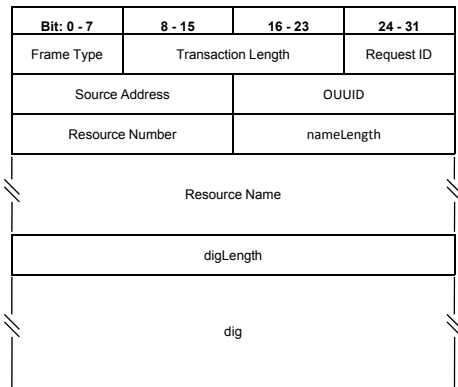 Bit: 0 - 7 8 - 15 16 - 23 24 - 31
Frame Type Transaction Length Request ID
Source Address OUUID
Resource Number nameLength
Resource Name
digLength
dig